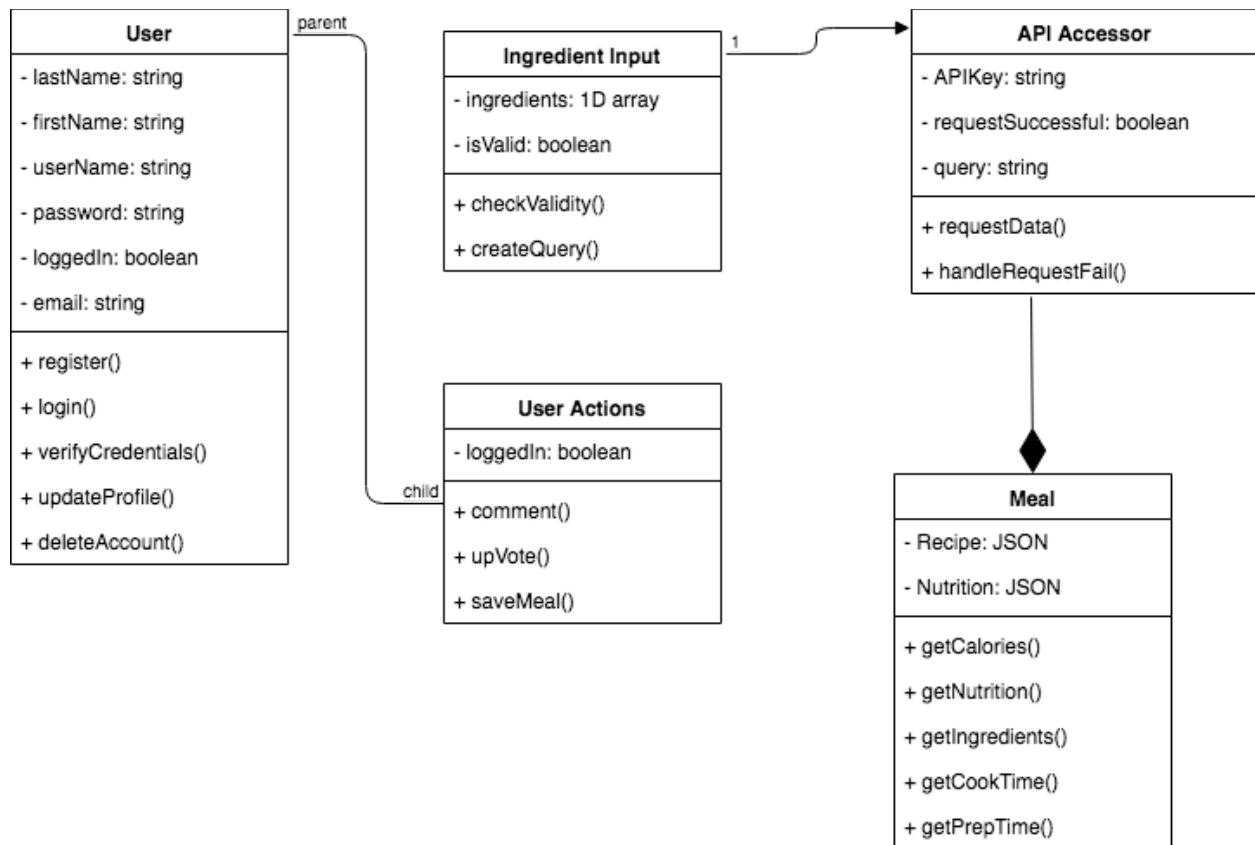 User
- lastName: string
- firstName: string
- userName: string
- password: string
- loggedIn: boolean
- email: string
+ register()
+ login()
+ verifyCredentials()
+ updateProfile()
+ deleteAccount()
parent
child
Ingredient Input
- ingredients: 1D array
- isValid: boolean
+ checkValidity()
+ createQuery()
1
User Actions
- loggedIn: boolean
+ comment()
+ upVote()
+ saveMeal()
API Accessor
- APIKey: string
- requestSuccessful: boolean
- query: string
+ requestData()
+ handleRequestFail()
Meal
- Recipe: JSON
- Nutrition: JSON
+ getCalories()
+ getNutrition()
+ getIngredients()
+ getCookTime()
+ getPrepTime()